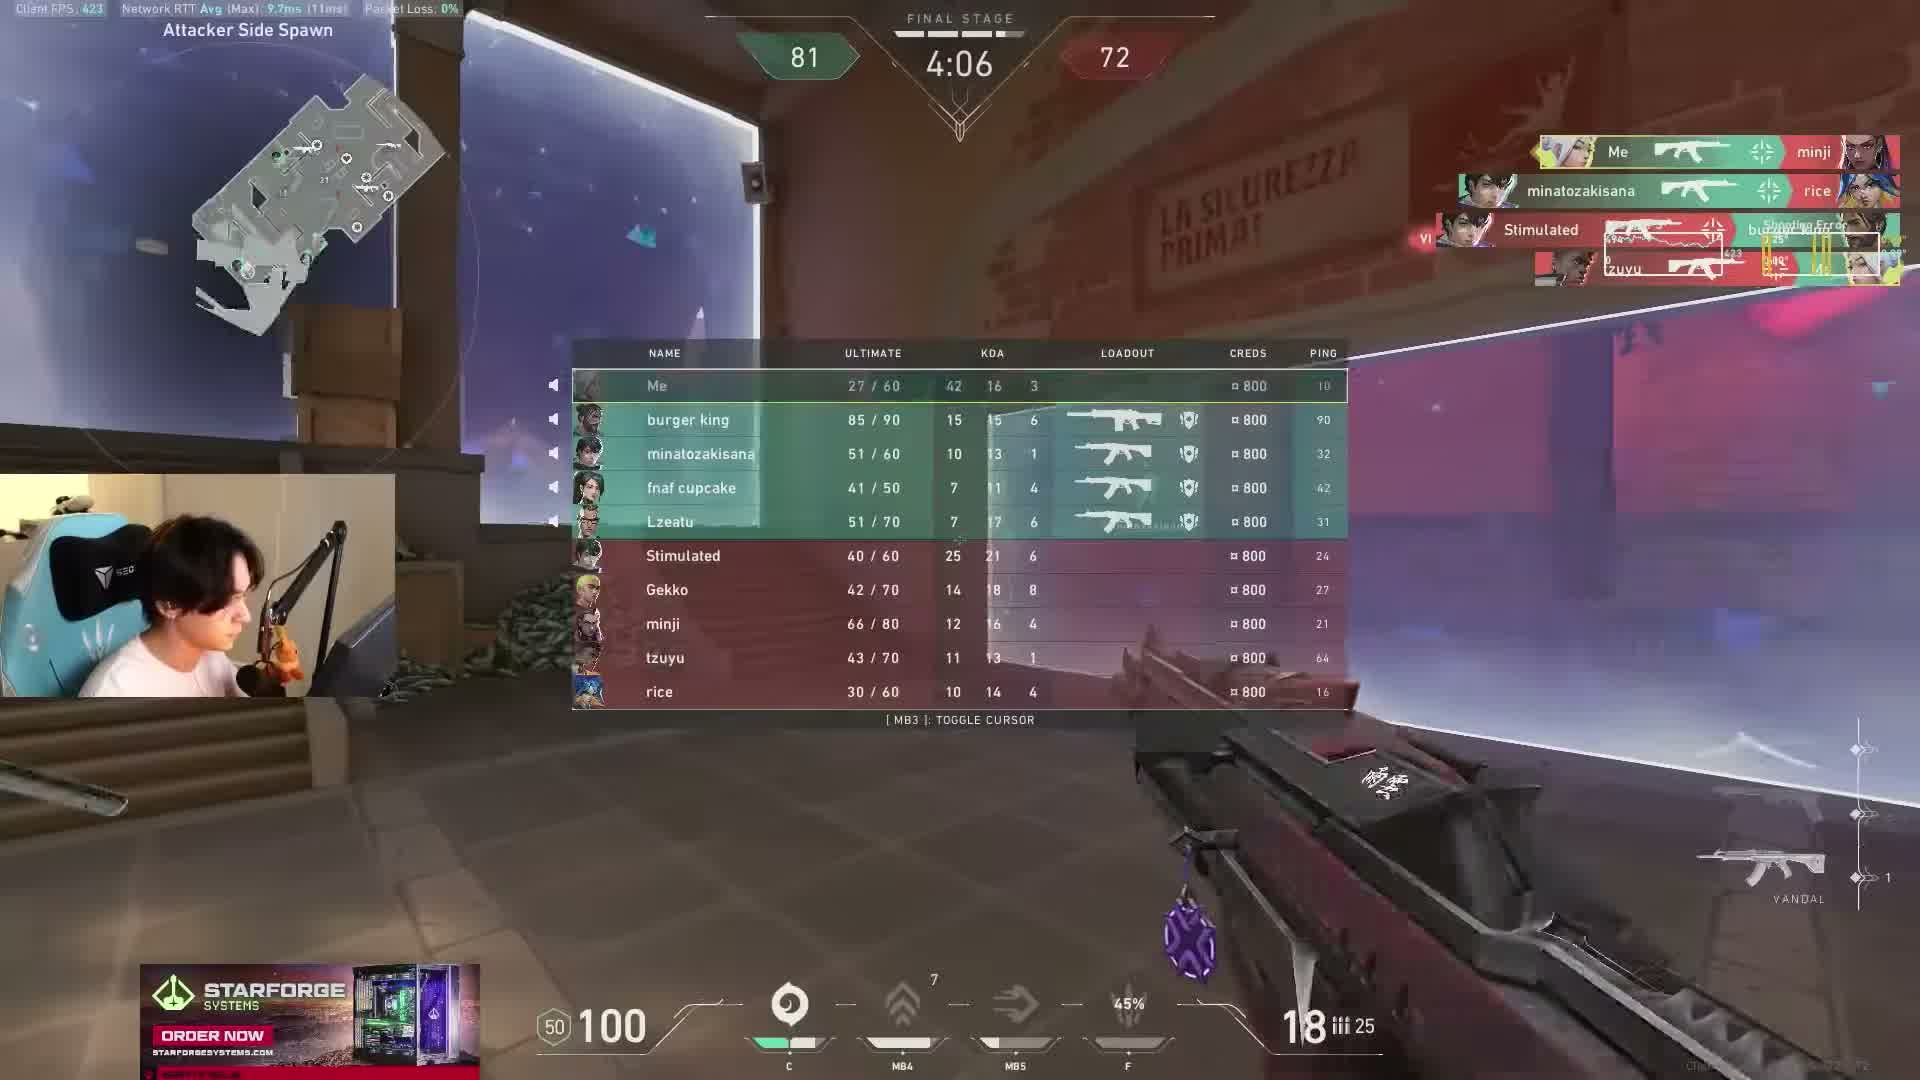 Client FPS: 423 Network RTT Avg (Max): 9.7ms (11ms) Packet Loss: 0%
Attacker Side Spawn
FINAL STAGE
81 4:06 72
Me minji
minatozakisana rice
VI Stimulated burger king
Shooting Error
tzuyu
NAME ULTIMATE KDA LOADOUT CREDS PING
Me 27 / 60 42 16 3 ¤ 800 10
burger king 85 / 90 15 15 6 ¤ 800 90
minatozakisana 51 / 60 10 13 1 ¤ 800 32
fnaf cupcake 41 / 50 7 11 4 ¤ 800 42
Lzeatu 51 / 70 7 17 6 ¤ 800 31
Stimulated 40 / 60 25 21 6 ¤ 800 24
Gekko 42 / 70 14 18 8 ¤ 800 27
minji 66 / 80 12 16 4 ¤ 800 21
tzuyu 43 / 70 11 13 1 ¤ 800 64
rice 30 / 60 10 14 4 ¤ 800 16
[ MB3 ]: TOGGLE CURSOR
LA SICUREZZA
PRIMA!
1
VANDAL
STARFORGE
SYSTEMS
ORDER NOW
STARFORGESYSTEMS.COM
50 100
7
45%
18 25
C MB4 MB5 F